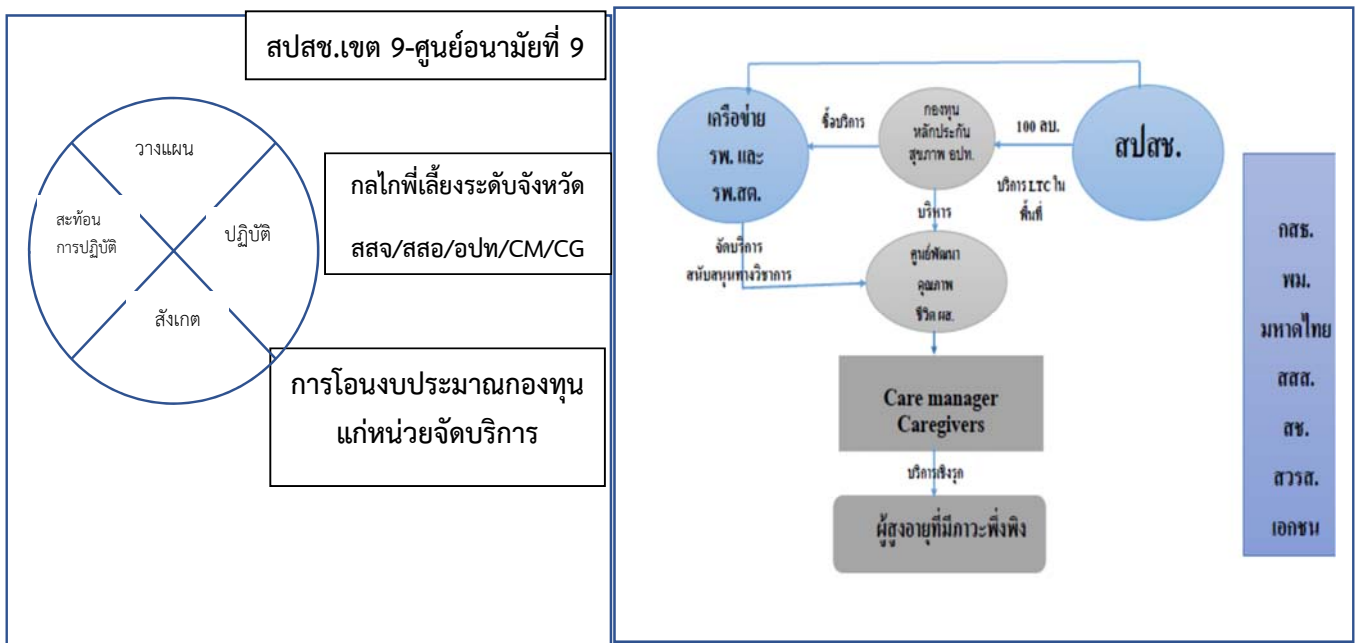 สปสช.เขต 9-ศูนย์อนามัยที่ 9
วางแผน
สะท้อน
การปฏิบัติ
ปฏิบัติ
สังเกต
กลไกพี่เลี้ยงระดับจังหวัด
สสจ/สสอ/อปท/CM/CG
การโอนงบประมาณกองทุน
แก่หน่วยจัดบริการ
เครือข่าย
รพ. และ
รพ.สต.
ซื้อบริการ
กองทุน
หลักประกัน
สุขภาพ อปท.
100 ลบ.
สปสช.
บริการ LTC ใน
พื้นที่
บริหาร
จัดบริการ
สนับสนุนทางวิชาการ
ศูนย์พัฒนา
คุณภาพ
ชีวิต ผส.
Care manager
Caregivers
บริการเชิงรุก
ผู้สูงอายุที่มีภาวะพึ่งพิง
กสธ.
พม.
มหาดไทย
สสส.
สช.
สวรส.
เอกชน